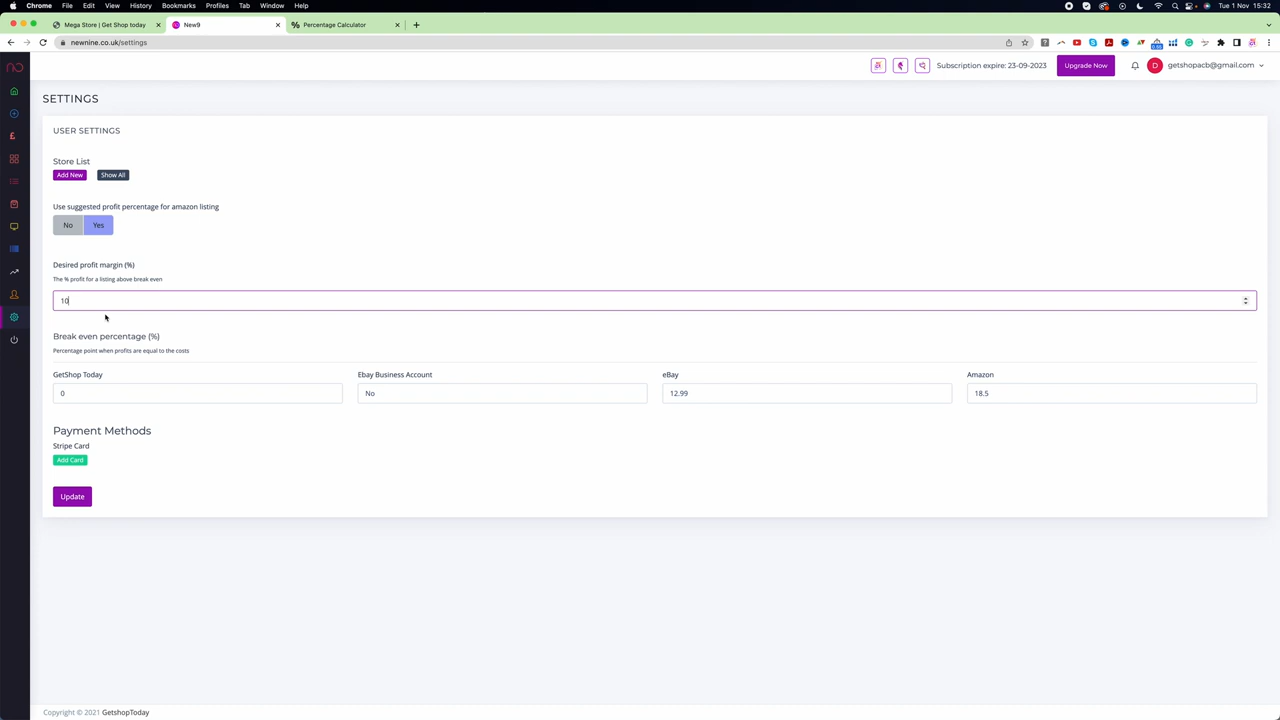 Chrome File Edit View History Bookmarks Profiles Tab Window Help Tue 1 Nov 15:32
Mega Store | Get Shop today New9 Percentage Calculator
newnine.co.uk/settings
Subscription expire: 23-09-2023 Upgrade Now D getshopacb@gmail.com
SETTINGS
USER SETTINGS
Store List
Add New Show All
Use suggested profit percentage for amazon listing
No Yes
Desired profit margin (%)
The % profit for a listing above break even
10
Break even percentage (%)
Percentage point when profits are equal to the costs
GetShop Today Ebay Business Account eBay Amazon
0 No 12.99 18.5
Payment Methods
Stripe Card
Add Card
Update
Copyright © 2021 GetshopToday